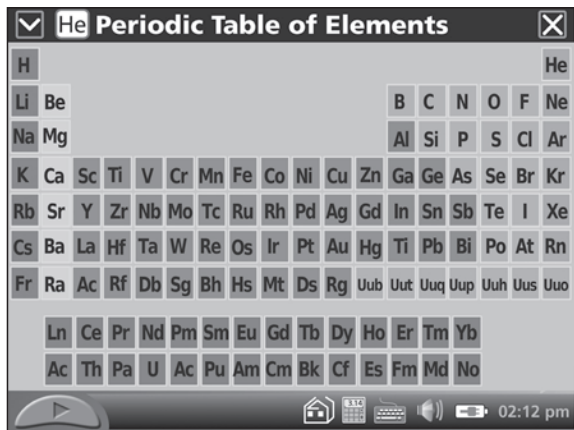 He Periodic Table of Elements
H He
Li Be B C N O F Ne
Na Mg Al Si P S Cl Ar
K Ca Sc Ti V Cr Mn Fe Co Ni Cu Zn Ga Ge As Se Br Kr
Rb Sr Y Zr Nb Mo Tc Ru Rh Pd Ag Gd In Sn Sb Te I Xe
Cs Ba La Hf Ta W Re Os Ir Pt Au Hg Ti Pb Bi Po At Rn
Fr Ra Ac Rf Db Sg Bh Hs Mt Ds Rg Uub Uut Uuq Uup Uuh Uus Uuo
Ln Ce Pr Nd Pm Sm Eu Gd Tb Dy Ho Er Tm Yb
Ac Th Pa U Ac Pu Am Cm Bk Cf Es Fm Md No
3.14 02:12 pm